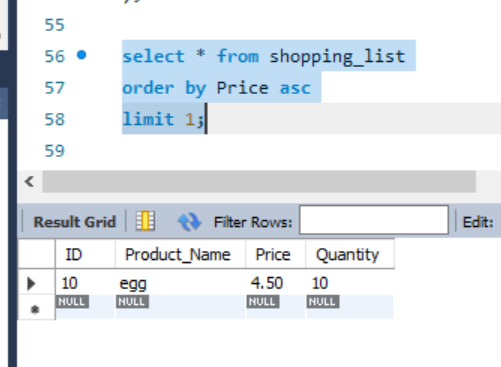 55
56 select * from shopping_list
57 order by Price asc
58 limit 1;
59
Result Grid Filter Rows: Edit:
ID Product_Name Price Quantity
10 egg 4.50 10
NULL NULL NULL NULL